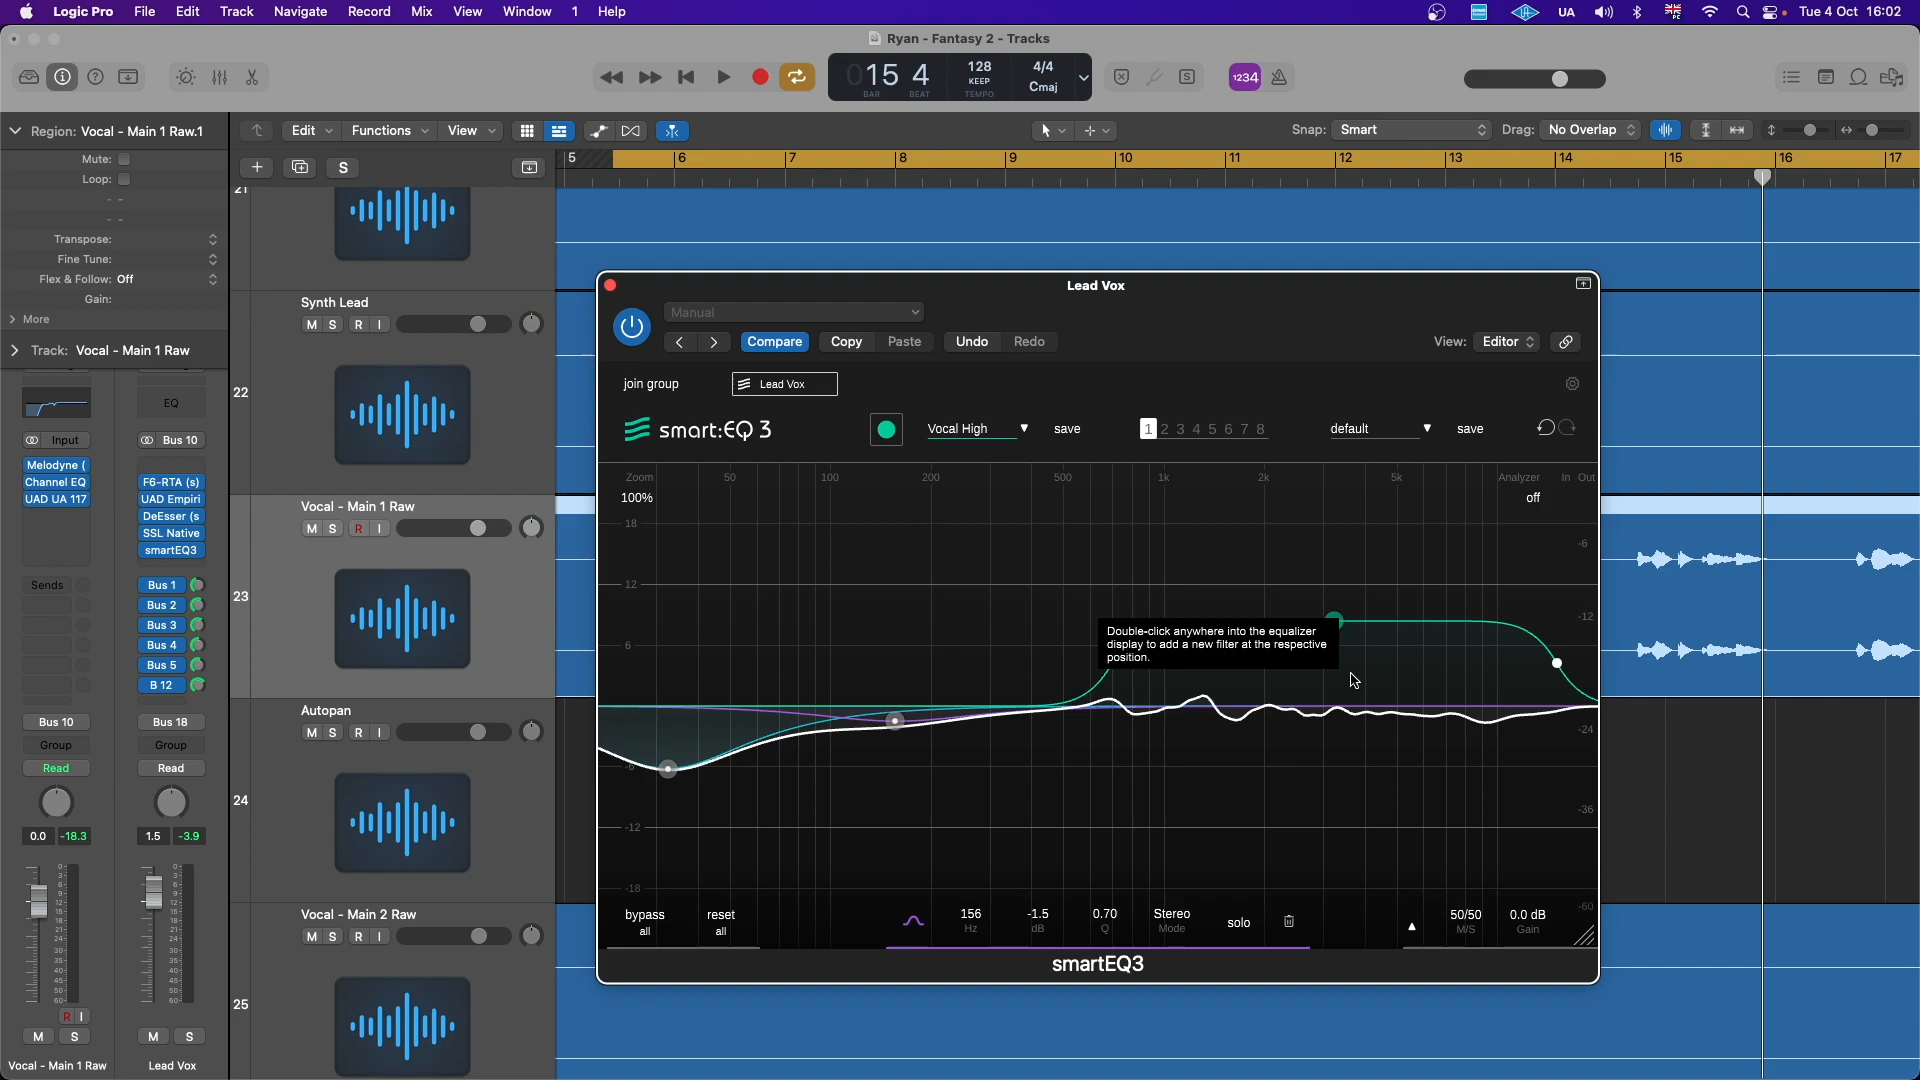 Logic Pro File Edit Track Navigate Record Mix View Window 1 Help
UA Tue 4 Oct 16:02
Ryan - Fantasy 2 - Tracks
15 4 128 4/4
KEEP Cmaj
BAR BEAT TEMPO
1234
Region: Vocal - Main 1 Raw.1
Edit Functions View
Snap: Smart Drag: No Overlap
Mute:
Loop:
Transpose:
Fine Tune:
Flex & Follow: Off
Gain:
More
Track: Vocal - Main 1 Raw
S
5 6 7 8 9 10 11 12 13 14 15 16 17
21
Synth Lead
M S R I
22
Vocal - Main 1 Raw
M S R I
23
Autopan
M S R I
24
Vocal - Main 2 Raw
M S R I
25
EQ
Input Bus 10
Melodyne (
Channel EQ F6-RTA (s)
UAD UA 117 UAD Empiri
DeEsser (s
SSL Native
smartEQ3
Sends Bus 1
Bus 2
Bus 3
Bus 4
Bus 5
B 12
Bus 10 Bus 18
Group Group
Read Read
0.0 -18.3 1.5 -3.9
R I
M S M S
Vocal - Main 1 Raw Lead Vox
Lead Vox
Manual
Compare Copy Paste Undo Redo View: Editor
join group Lead Vox
smart:EQ 3 Vocal High save 1 2 3 4 5 6 7 8 default save
Zoom 50 100 200 500 1k 2k 5k Analyzer In Out
100% off
18
-6
12
-12
6
Double-click anywhere into the equalizer
display to add a new filter at the respective
position.
-24
-6
-36
-12
-18
-60
bypass reset 156 -1.5 0.70 Stereo solo 50/50 0.0 dB
all all Hz dB Q Mode M/S Gain
smartEQ3